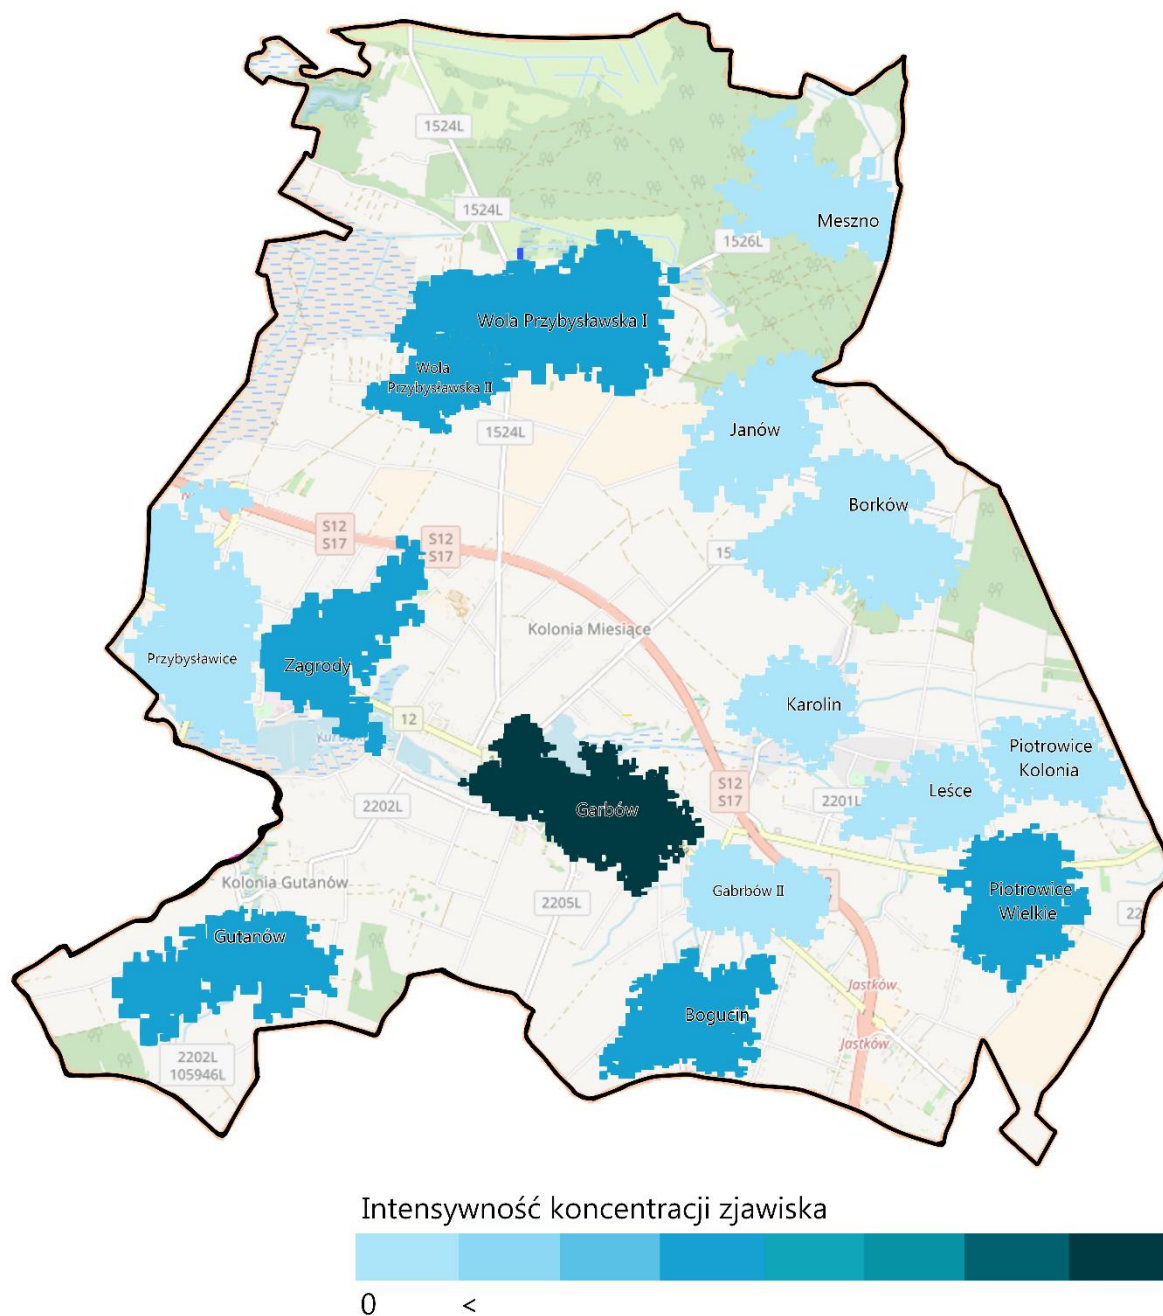 1524L
1524L
Meszno
1526L
Wola Przybysławska I
Wola
Przybysławska II
1524L
Janów
Borków
S12
S17
S12
S17
15
Kolonia Miesiące
Przybysławice
Zagrody
Karolin
12
Piotrowice
Kolonia
S12
S17
Leśce
2202L
2201L
Garbów
Kolonia Gutanów
2205L
Gabrbów II
Piotrowice
Wielkie
22
Gutanów
Jastków
Bogucin
Jastków
2202L
105946L
Intensywność koncentracji zjawiska
0 <